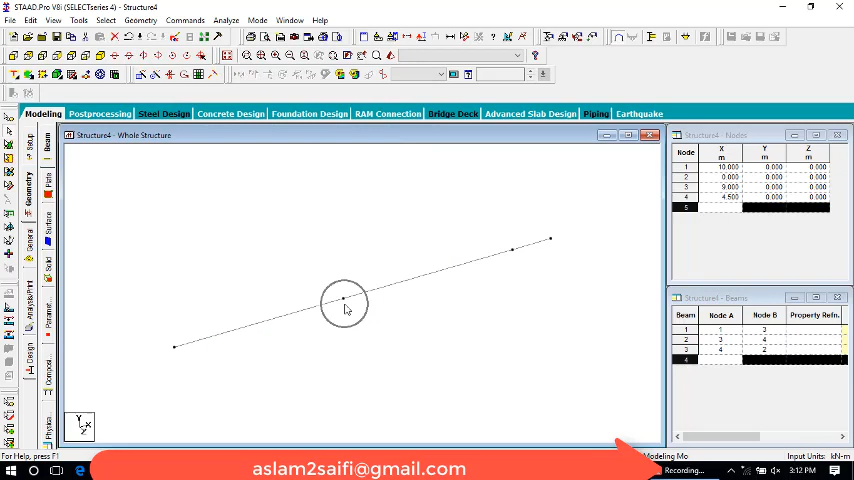 STAAD.Pro V8i (SELECTseries 4) - Structure4
File Edit View Tools Select Geometry Commands Analyze Mode Window Help
Modeling Postprocessing Steel Design Concrete Design Foundation Design RAM Connection Bridge Deck Advanced Slab Design Piping Earthquake
Structure4 - Whole Structure
Setup
Geometry
General
Analysis/Print
Design
Beam
Plate
Surface
Solid
Paramet...
Composi...
Physica...
Y
X
Z
Structure4 - Nodes
Node X m Y m Z m
1 10.000 0.000 0.000
2 0.000 0.000 0.000
3 9.000 0.000 0.000
4 4.500 0.000 0.000
5
Structure4 - Beams
Beam Node A Node B Property Refn.
1 1 3
2 3 4
3 4 2
4
For Help, press F1
Modeling Mo
Input Units: kN-m
aslam2saifi@gmail.com
Recording...
3:12 PM